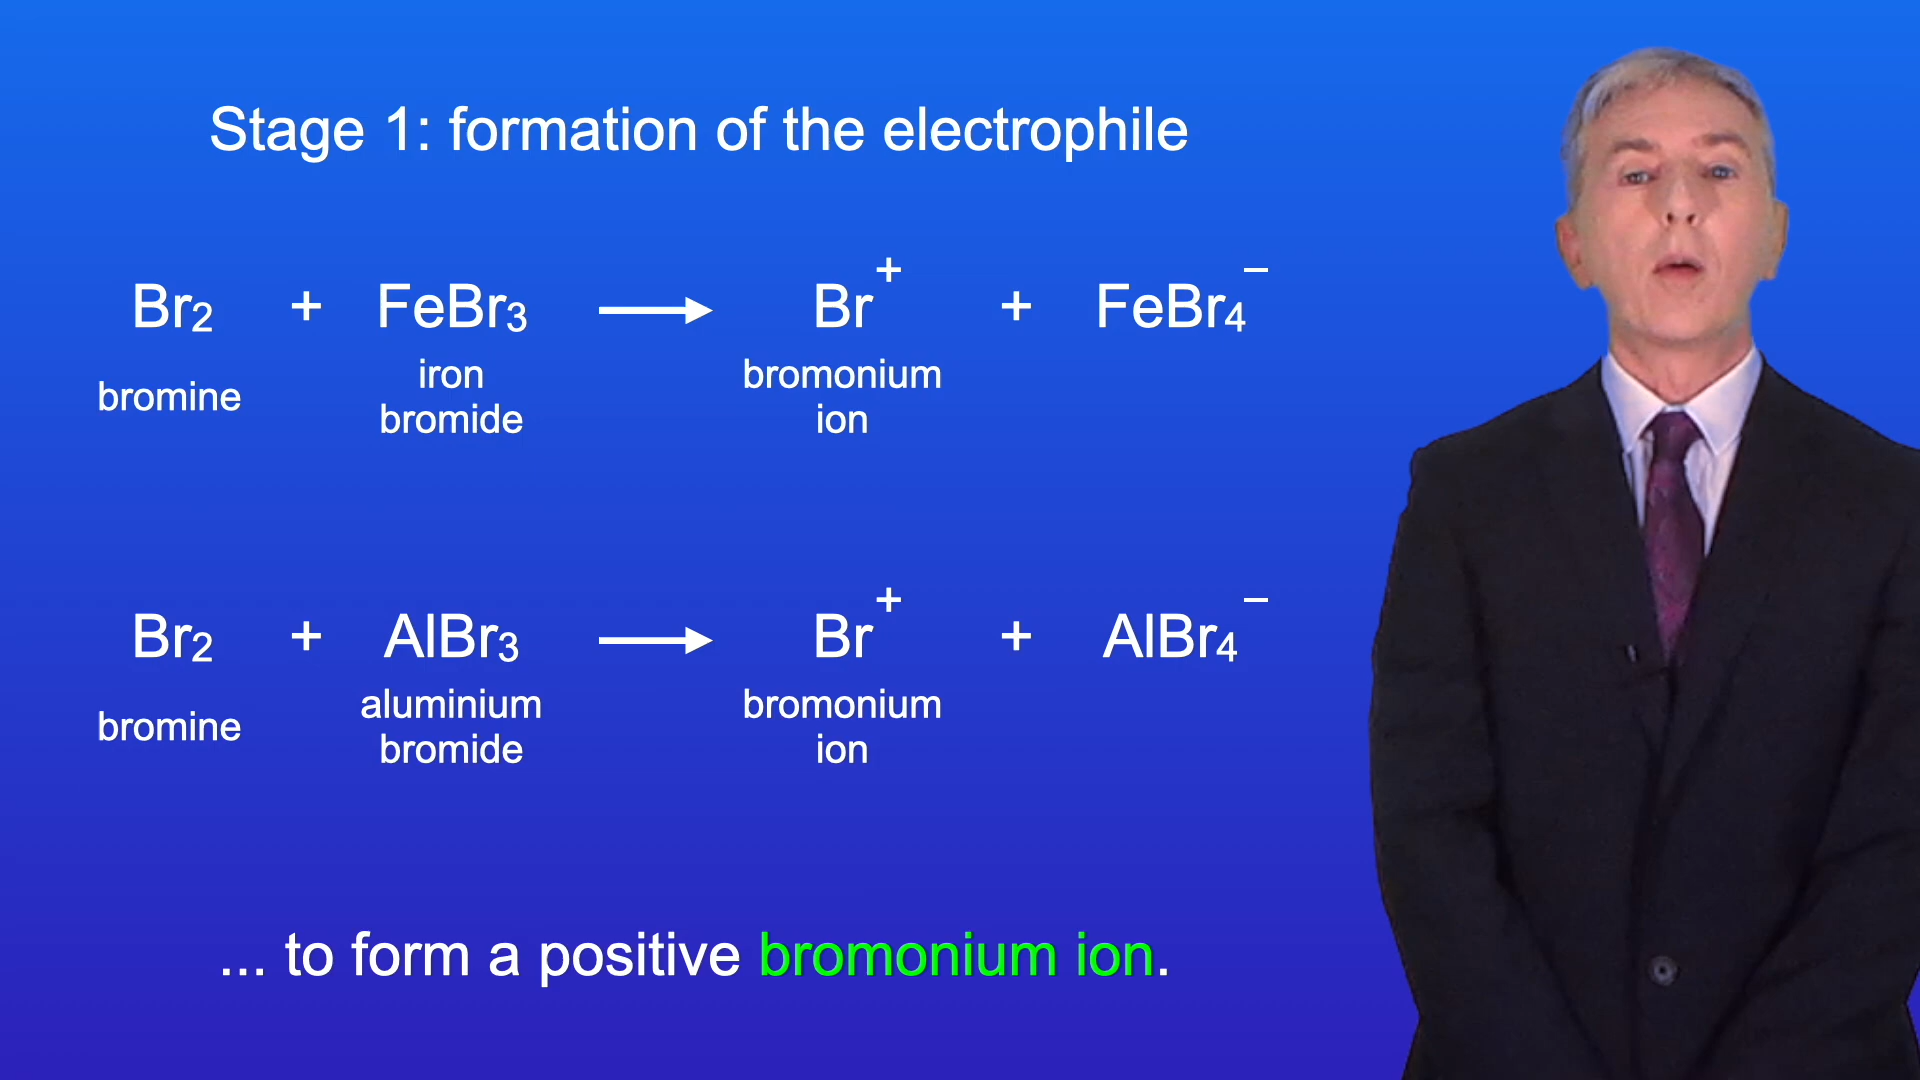 Stage 1: formation of the electrophile
Br₂ + FeBr₃ ⟶ Br⁺ + FeBr₄⁻
bromine iron bromonium
bromide ion
Br₂ + AlBr₃ ⟶ Br⁺ + AlBr₄⁻
bromine aluminium bromonium
bromide ion
... to form a positive bromonium ion.